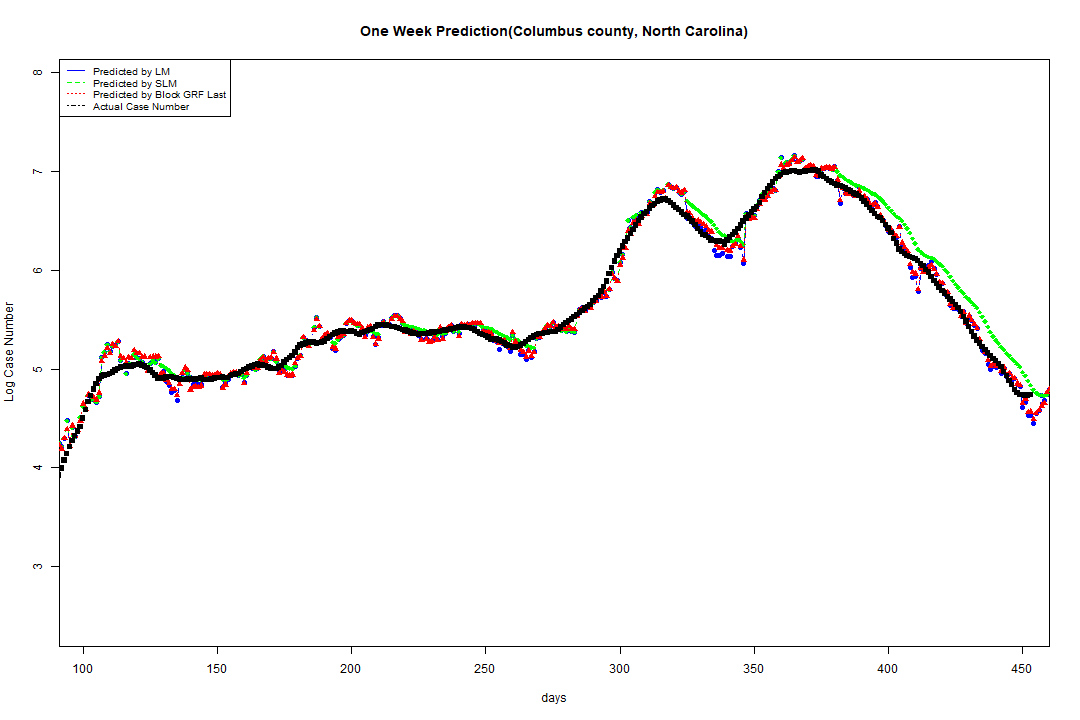 One Week Prediction(Columbus county, North Carolina)
Predicted by LM
Predicted by SLM
Predicted by Block GRF Last
Actual Case Number
Log Case Number
8
7
6
5
4
3
100 150 200 250 300 350 400 450
days